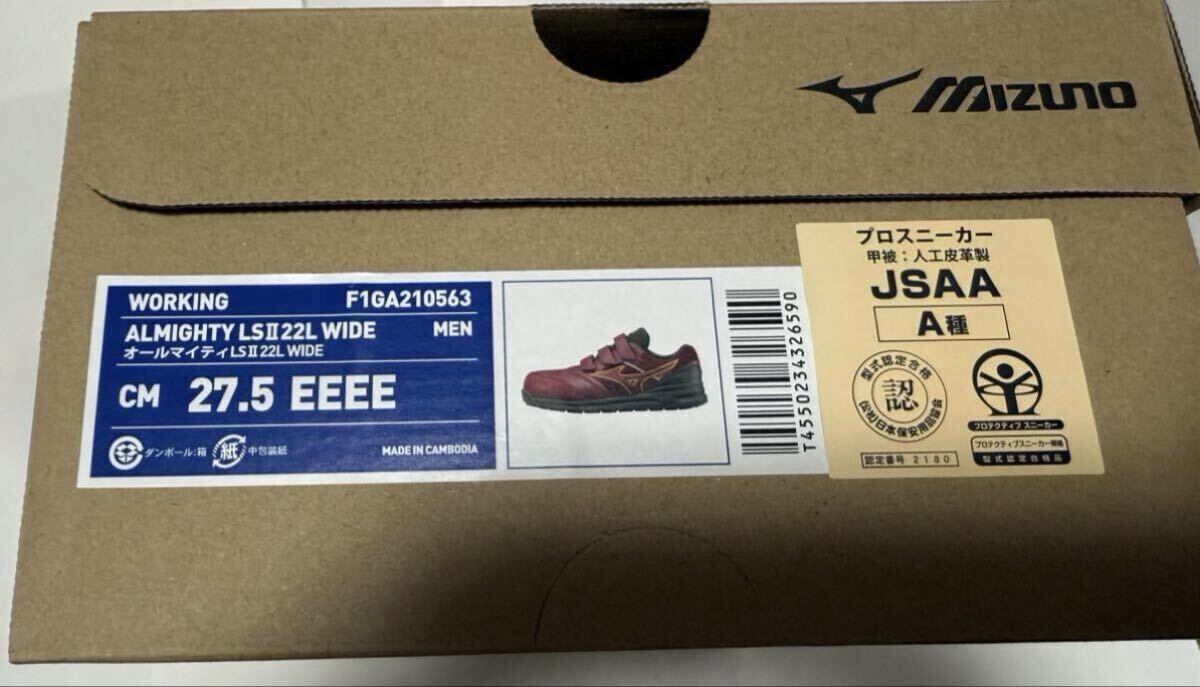 MIZUNO
WORKING F1GA210563
ALMIGHTY LSⅡ22L WIDE MEN
オールマイティLSⅡ22L WIDE
CM 27.5 EEEE
ダンボール:箱 紙 中包装紙 MADE IN CAMBODIA
T4550234326590
プロスニーカー
甲被:人工皮革製
JSAA
A種
型式認定合格
認
(公社)日本保安用品協会
認定番号 2180
プロテクティブ スニーカー
プロテクティブスニーカー規格
型式認定合格品